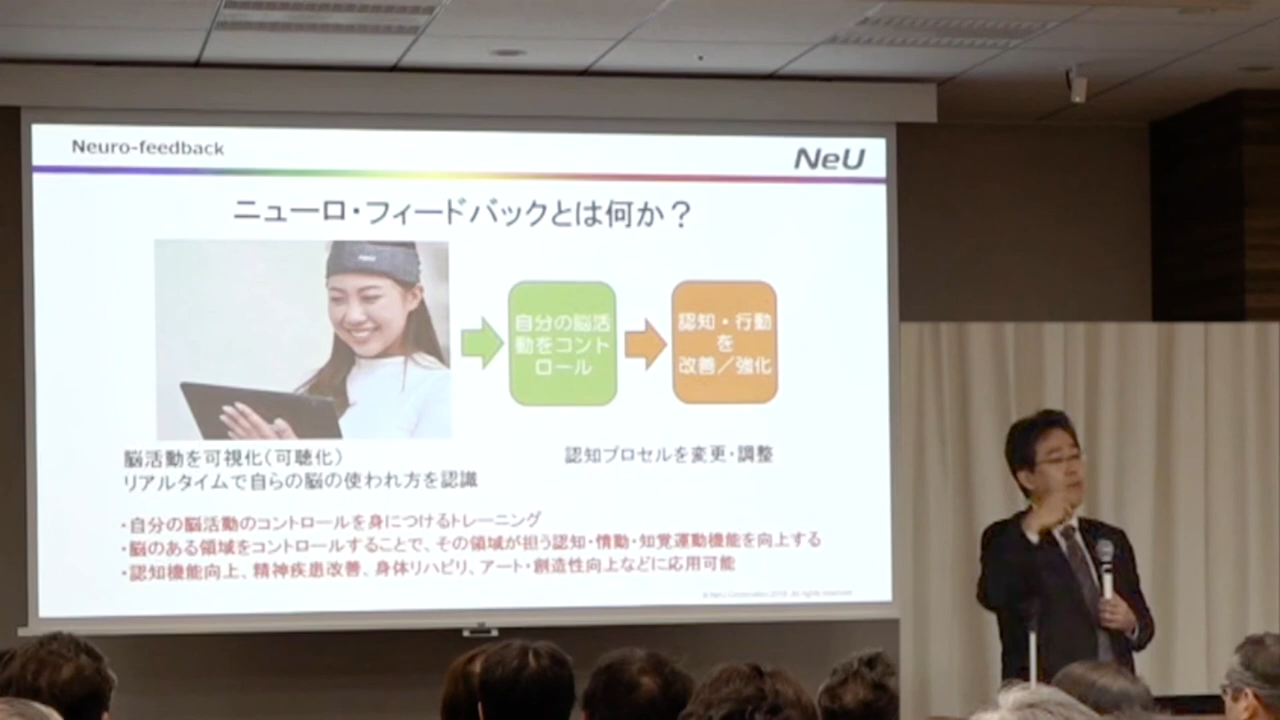 Neuro-feedback
NeU
ニューロ・フィードバックとは何か？
自分の脳活
動をコント
ロール
認知・行動
を
改善／強化
脳活動を可視化（可聴化）
リアルタイムで自らの脳の使われ方を認識
認知プロセルを変更・調整
・自分の脳活動のコントロールを身につけるトレーニング
・脳のある領域をコントロールすることで、その領域が担う認知・情動・知覚運動機能を向上する
・認知機能向上、精神疾患改善、身体リハビリ、アート・創造性向上などに応用可能